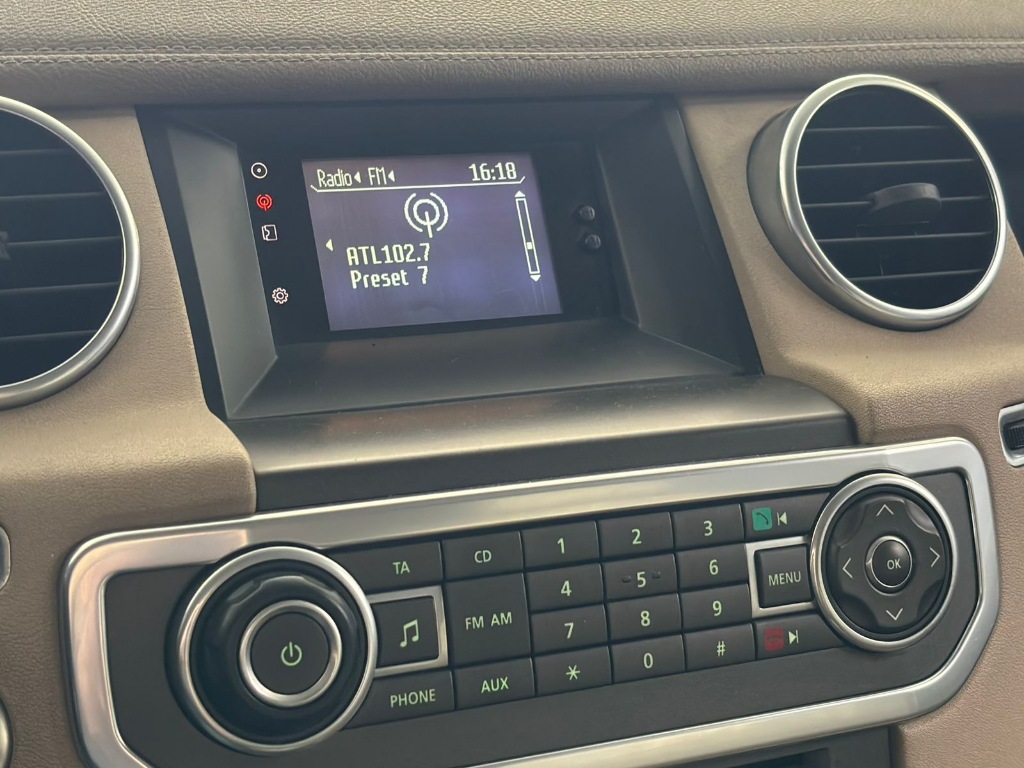 Radio FM 16:18
ATL102.7
Preset 7
TA CD 1 2 3
4 5 6 MENU OK
FM AM 7 8 9
PHONE AUX * 0 #